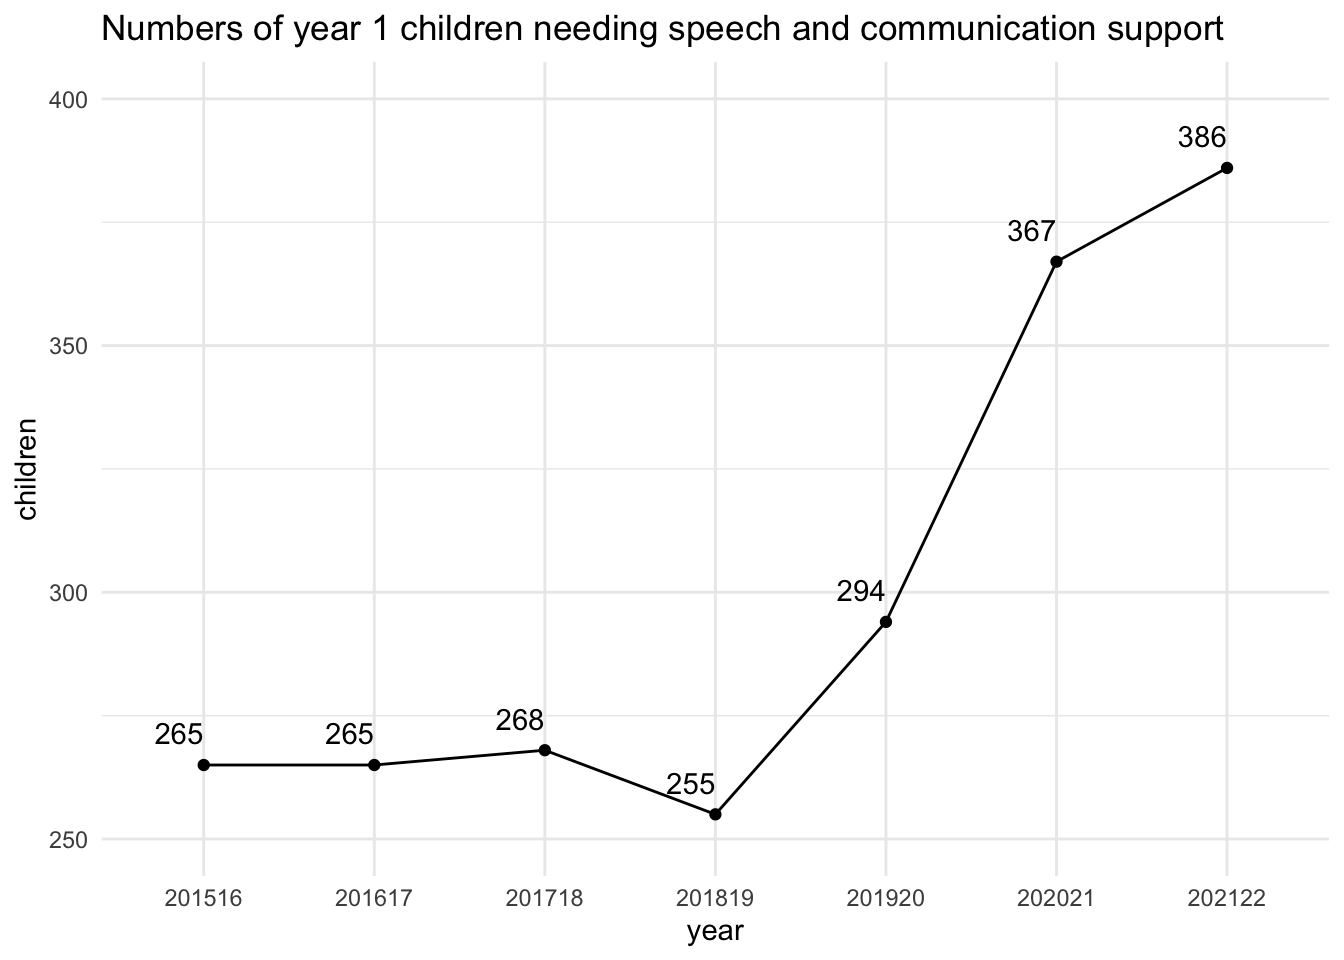 Numbers of year 1 children needing speech and communication support
400
386
367
350
children
300
294
268
265
265
255
250
201516 201617 201718 201819 201920 202021 202122
year